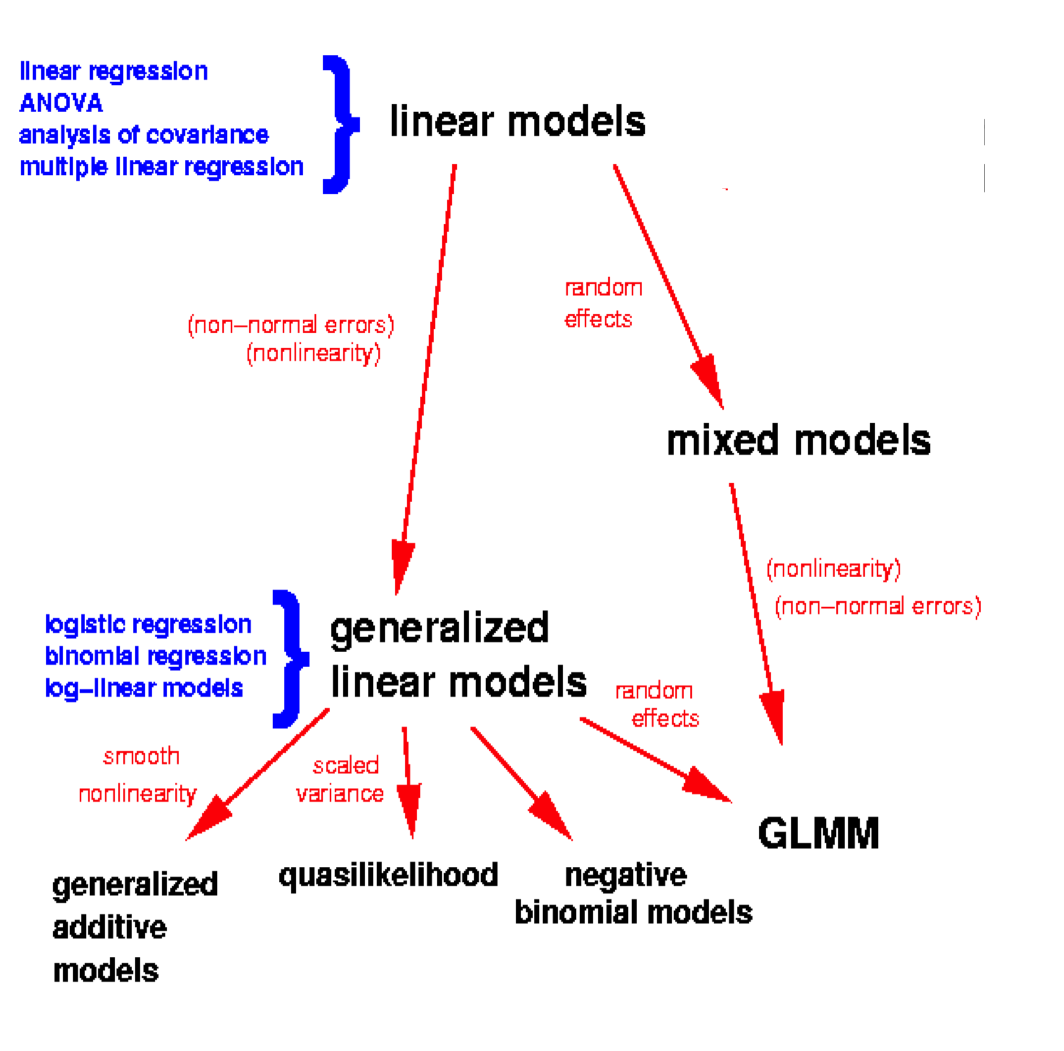 linear regression
ANOVA
analysis of covariance
multiple linear regression
linear models
random
effects
(non-normal errors)
(nonlinearity)
mixed models
(nonlinearity)
(non-normal errors)
logistic regression
binomial regression
log-linear models
generalized
linear models
random
effects
smooth
nonlinearity
scaled
variance
GLMM
generalized
additive
models
quasilikelihood
negative
binomial models